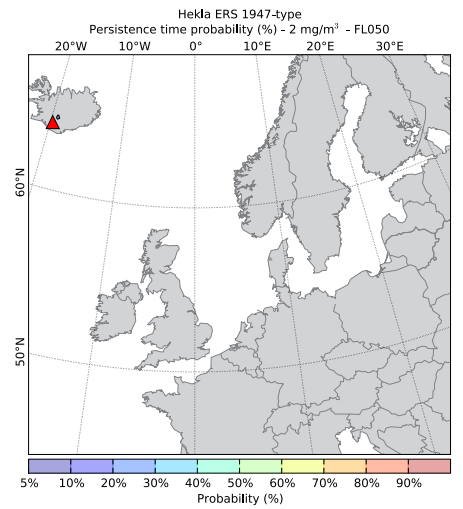 Hekla ERS 1947-type
Persistence time probability (%) - 2 mg/m³ - FL050
20°W 10°W 0° 10°E 20°E 30°E
60°N
50°N
5% 10% 20% 30% 40% 50% 60% 70% 80% 90%
Probability (%)